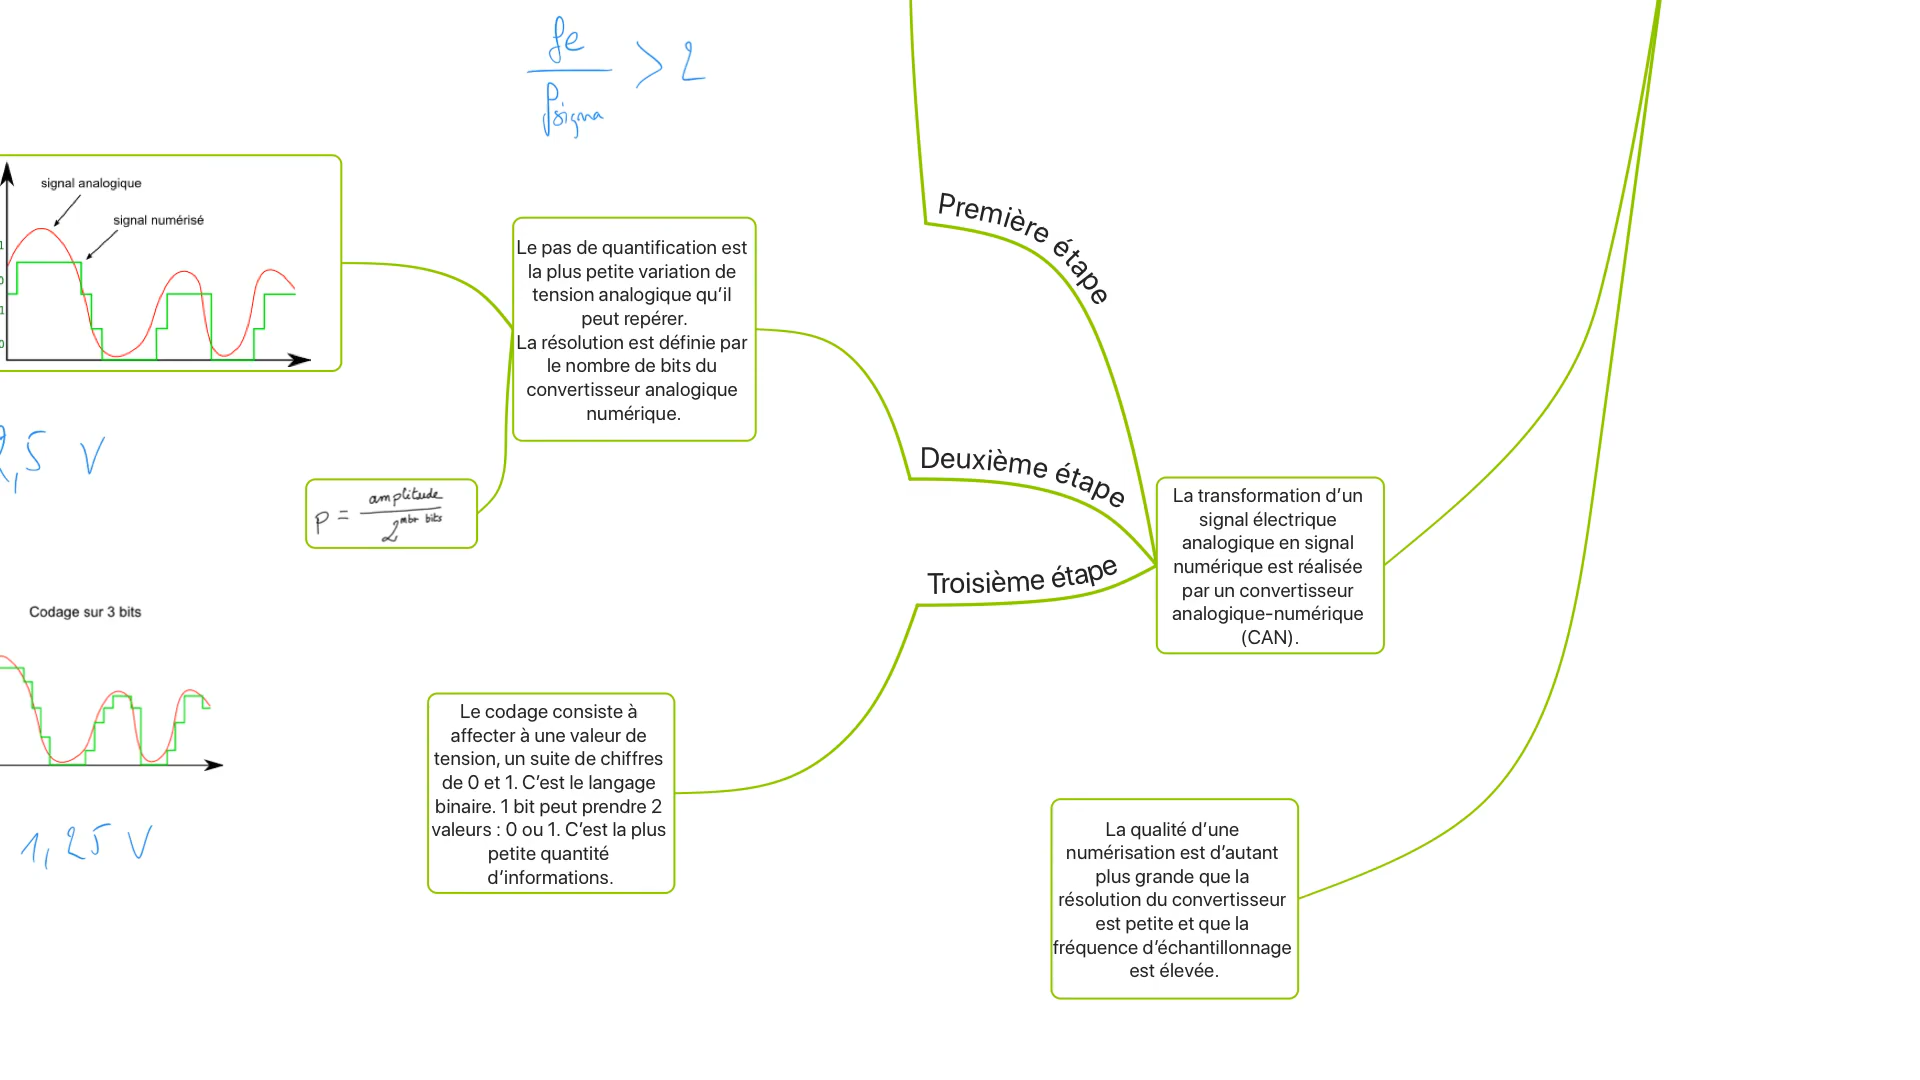 fe
fsigna
> 2
signal analogique
signal numérisé
Le pas de quantification est
la plus petite variation de
tension analogique qu’il
peut repérer.
La résolution est définie par
le nombre de bits du
convertisseur analogique
numérique.
Première étape
2,5 V
p = amplitude
2 nbr bits
Deuxième étape
Troisième étape
La transformation d’un
signal électrique
analogique en signal
numérique est réalisée
par un convertisseur
analogique-numérique
(CAN).
Codage sur 3 bits
1,25 V
Le codage consiste à
affecter à une valeur de
tension, un suite de chiffres
de 0 et 1. C’est le langage
binaire. 1 bit peut prendre 2
valeurs : 0 ou 1. C’est la plus
petite quantité
d’informations.
La qualité d’une
numérisation est d’autant
plus grande que la
résolution du convertisseur
est petite et que la
fréquence d’échantillonnage
est élevée.